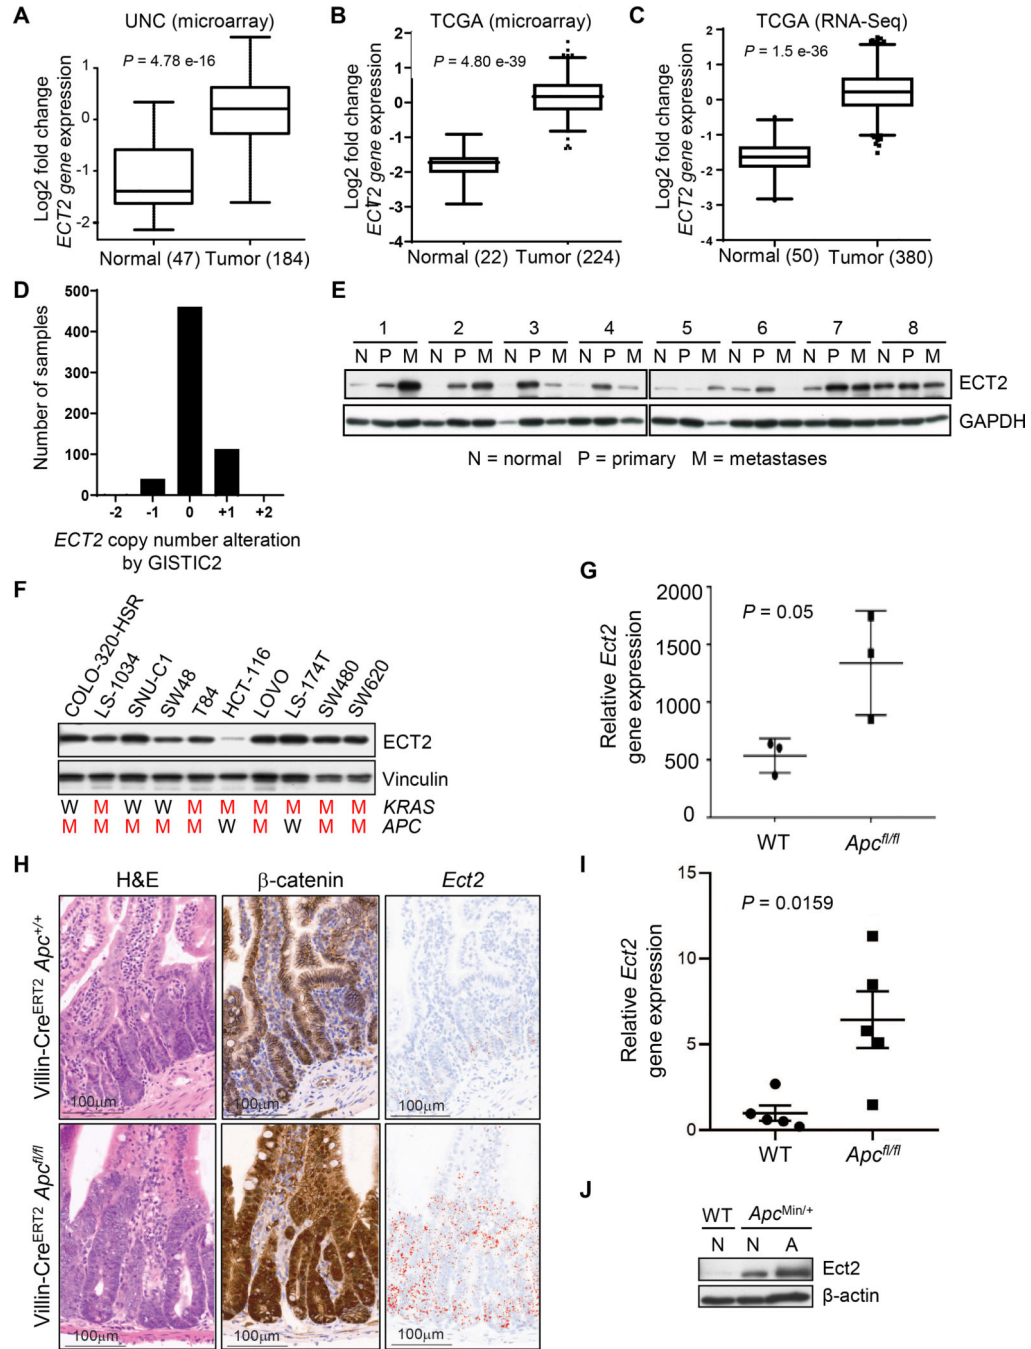 A
UNC (microarray)
P = 4.78 e-16
Log2 fold change
ECT2 gene expression
1
0
-1
-2
Normal (47) Tumor (184)
B
TCGA (microarray)
P = 4.80 e-39
Log2 fold change
ECT2 gene expression
2
1
0
-1
-2
-3
-4
Normal (22) Tumor (224)
C
TCGA (RNA-Seq)
P = 1.5 e-36
Log2 fold change
ECT2 gene expression
2
1
0
-1
-2
-3
-4
Normal (50) Tumor (380)
D
Number of samples
500
400
300
200
100
0
-2 -1 0 +1 +2
ECT2 copy number alteration
by GISTIC2
E
1 2 3 4 5 6 7 8
N P M N P M N P M N P M N P M N P M N P M N P M
ECT2
GAPDH
N = normal P = primary M = metastases
F
COLO-320-HSR
LS-1034
SNU-C1
SW48
T84
HCT-116
LOVO
LS-174T
SW480
SW620
ECT2
Vinculin
W M W W M M M M M M KRAS
M M M M M W M W M M APC
G
Relative Ect2
gene expression
2000
1500
1000
500
0
P = 0.05
WT Apcfl/fl
H
H&E β-catenin Ect2
Villin-CreERT2 Apc+/+
100μm 100μm 100μm
Villin-CreERT2 Apcfl/fl
100μm 100μm 100μm
I
Relative Ect2
gene expression
15
10
5
0
P = 0.0159
WT Apcfl/fl
J
WT ApcMin/+
N N A
Ect2
β-actin